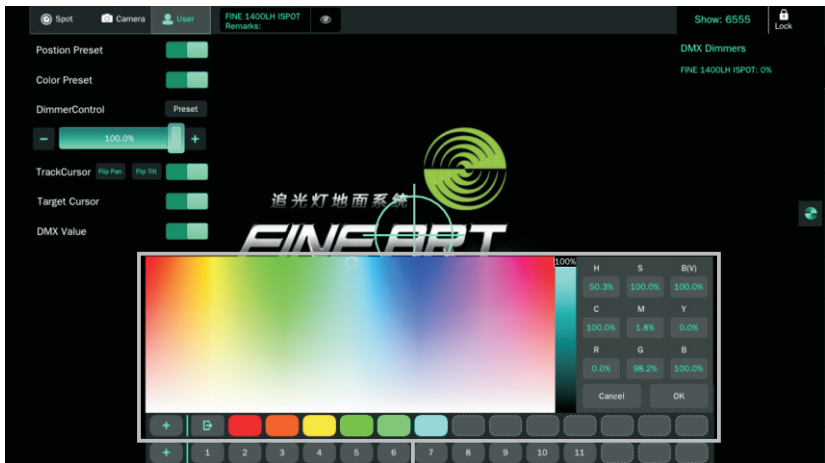 Spot Camera User FINE 1400LH ISPOT Show: 6555
Remarks: Lock
Postion Preset
DMX Dimmers
FINE 1400LH ISPOT: 0%
Color Preset
DimmerControl Preset
- 100.0% +
TrackCursor Flip Pan Flip Tilt
Target Cursor
DMX Value
追光灯地面系统
FINE ART
100%
H S B(V)
50.3% 100.0% 100.0%
C M Y
100.0% 1.8% 0.0%
R G B
0.0% 98.2% 100.0%
Cancel OK
+
+ 1 2 3 4 5 6 7 8 9 10 11